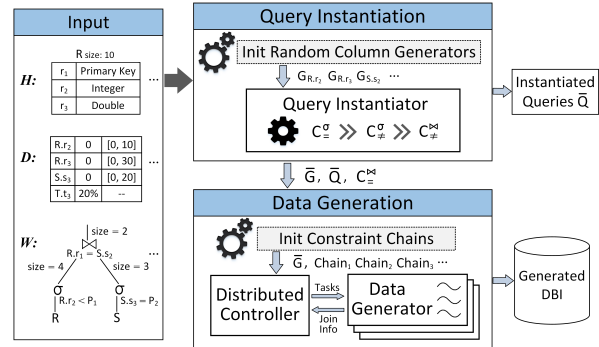 Input
R size: 10
H:
r1 Primary Key
r2 Integer
r3 Double
...
D:
R.r2 0 [0, 10]
R.r3 0 [0, 30]
S.s3 0 [0, 20]
T.t3 20% --
...
W:
size = 2
⋈
R.r1 = S.s2
...
size = 4 size = 3
σ σ
R.r2 < P1 S.s3 = P2
R S
Query Instantiation
Init Random Column Generators
G R.r2 G R.r3 G S.s2 ...
Query Instantiator
C=σ >> C≠σ >> C≠⋈
Instantiated
Queries Q̅
G̅, Q̅, C=⋈
Data Generation
Init Constraint Chains
G̅, Chain1 Chain2 Chain3 ...
Distributed
Controller
Tasks
Join
Info
Data
Generator
Generated
DBI